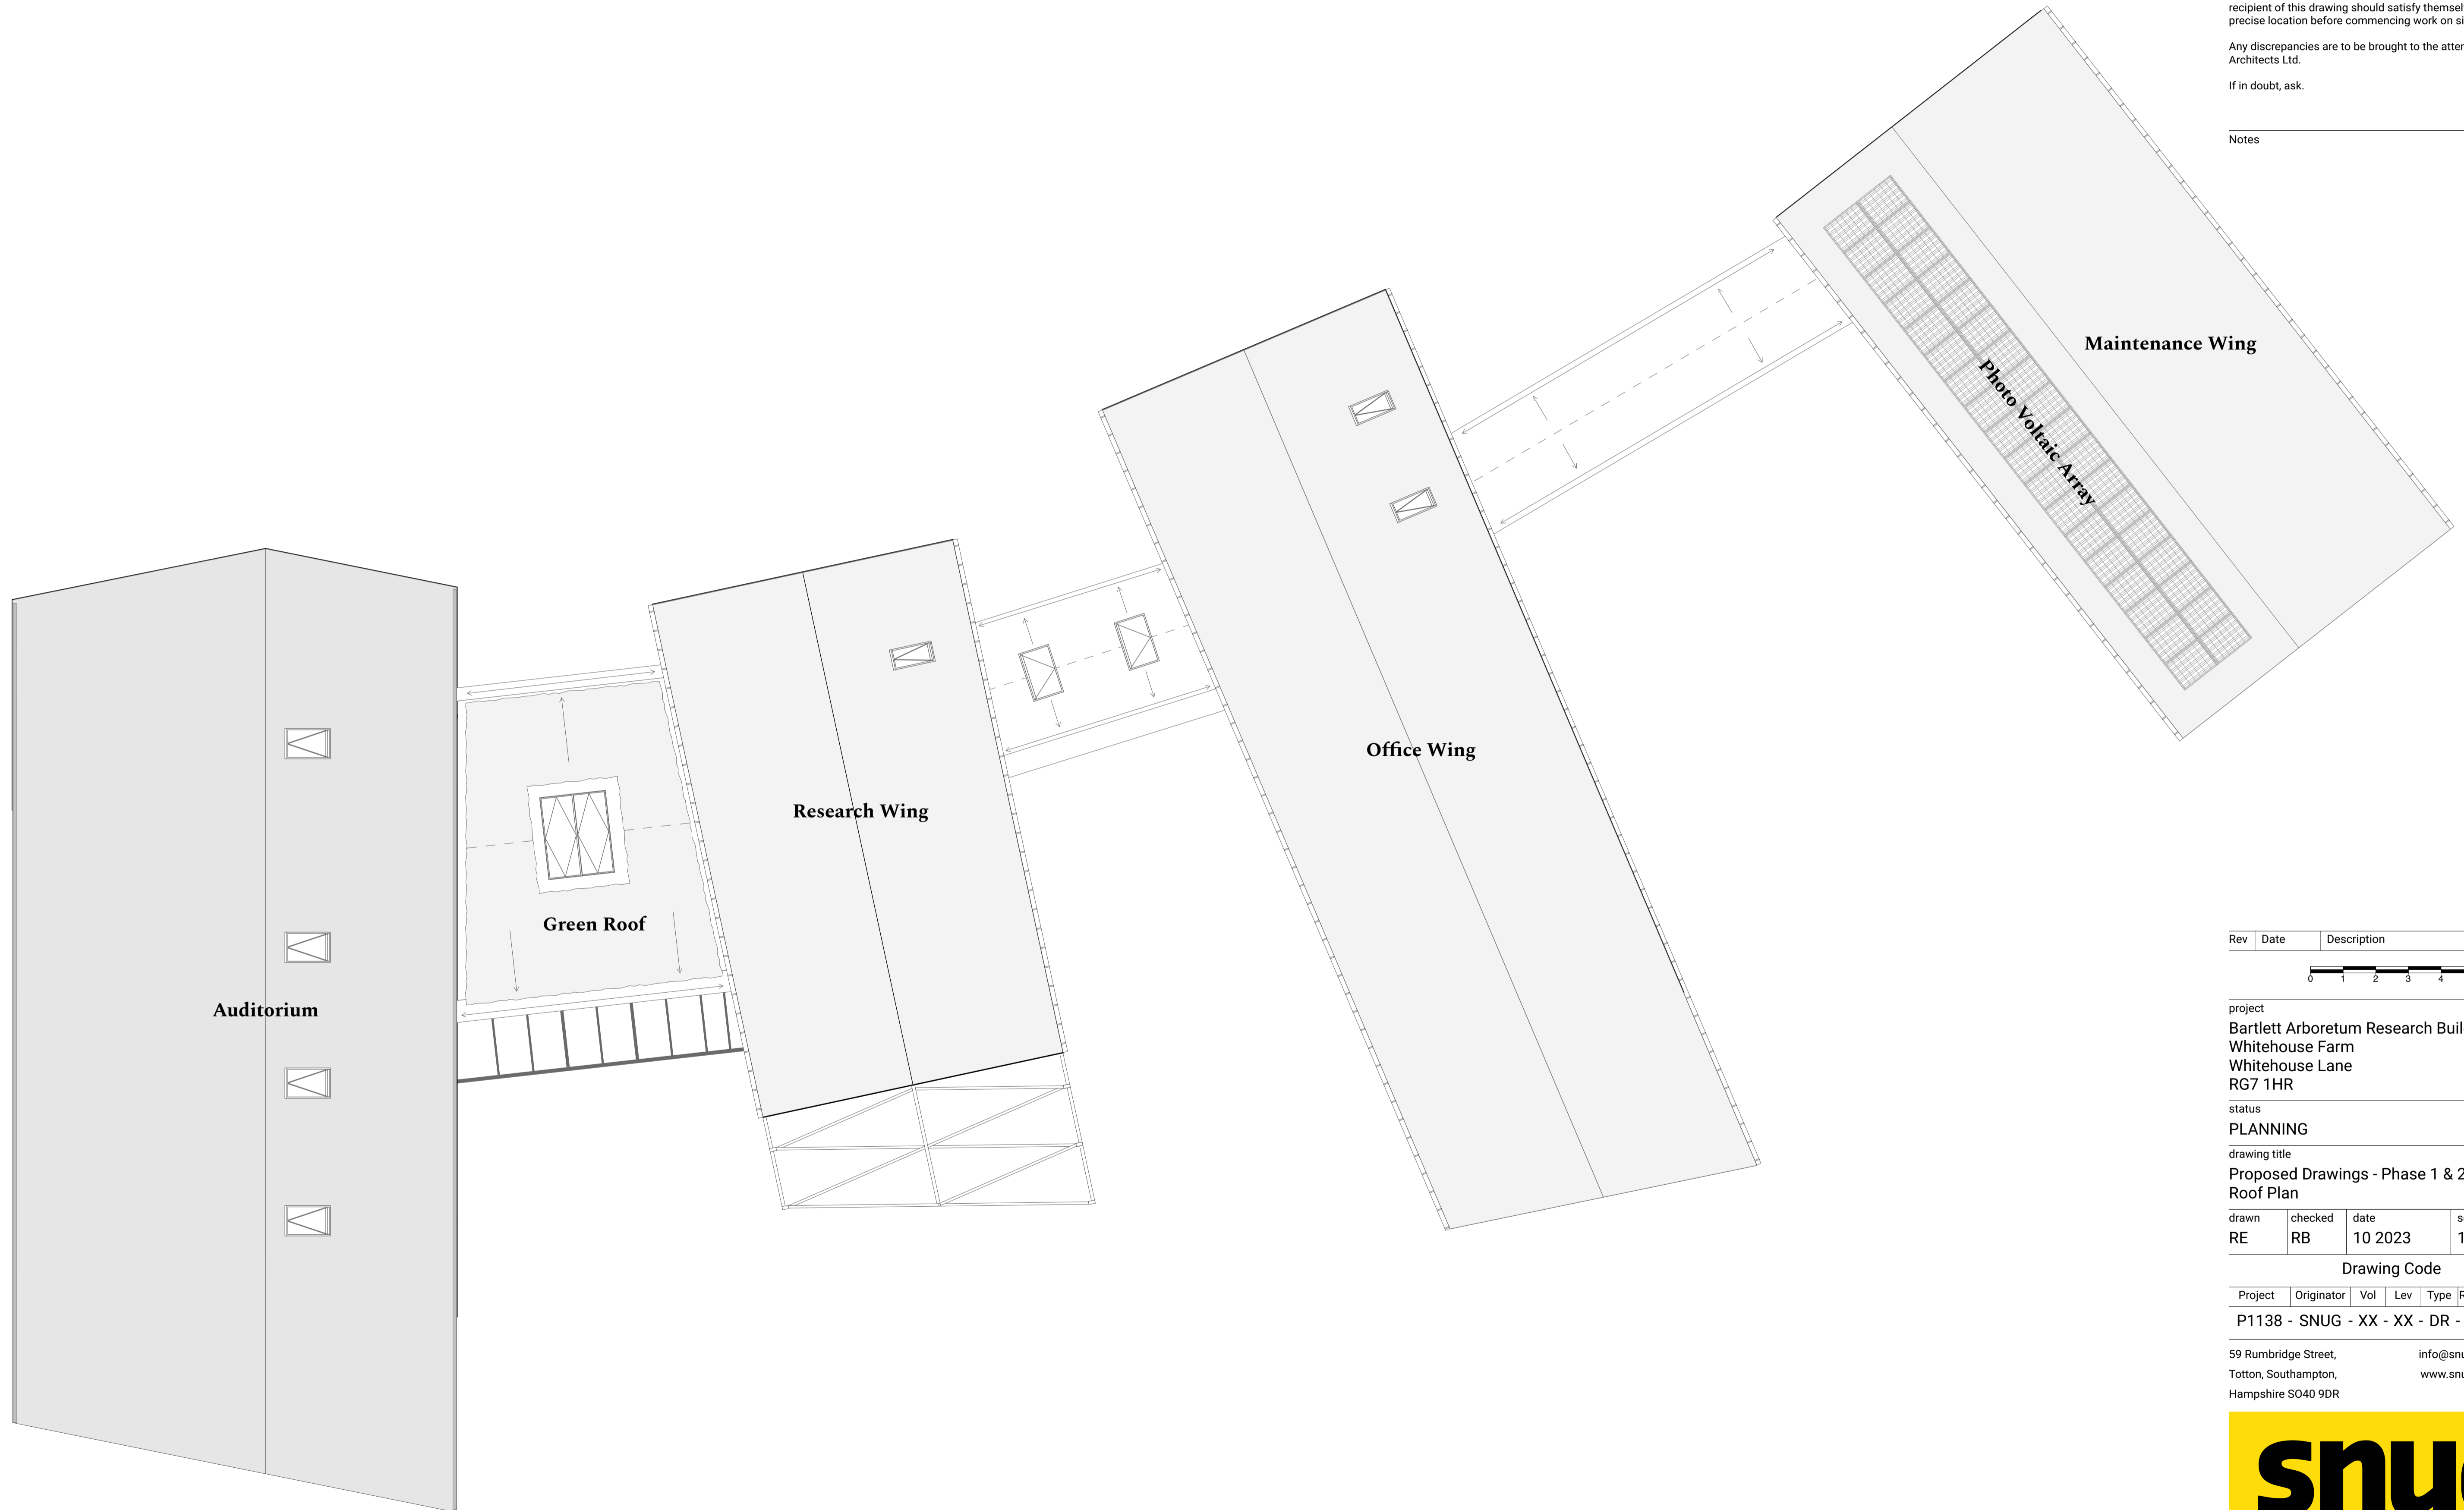 recipient of this drawing should satisfy
precise location before commencing work on
Any discrepancies are to be brought to the
Architects Ltd.
If in doubt, ask.
Notes
Maintenance Wing
Photo Voltaic Array
Office Wing
Research Wing
Green Roof
Auditorium
Rev Date Description
0 1 2 3 4
project
Bartlett Arboretum Research
Whitehouse Farm
Whitehouse Lane
RG7 1HR
status
PLANNING
drawing title
Proposed Drawings - Phase 1 & 2
Roof Plan
drawn checked date
RE RB 10 2023
Drawing Code
Project Originator Vol Lev Type
P1138 - SNUG - XX - XX - DR -
59 Rumbridge Street,
Totton, Southampton,
Hampshire SO40 9DR